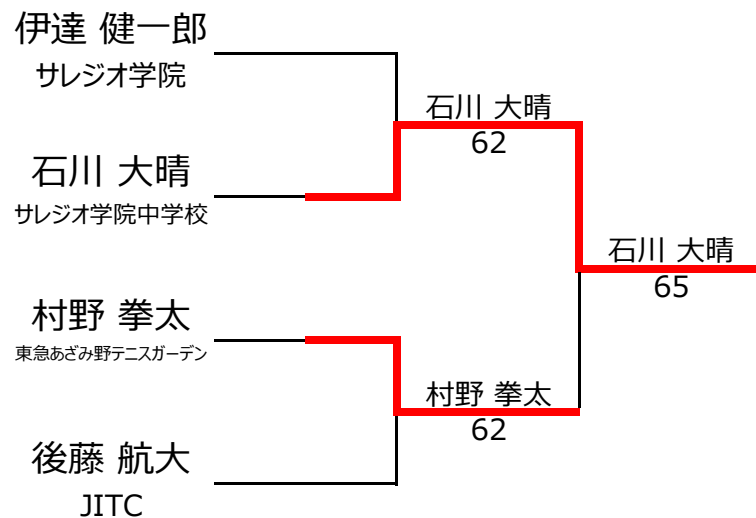 伊達 健一郎
サレジオ学院
石川 大晴
62
石川 大晴
サレジオ学院中学校
石川 大晴
65
村野 拳太
東急あざみ野テニスガーデン
村野 拳太
62
後藤 航大
JITC